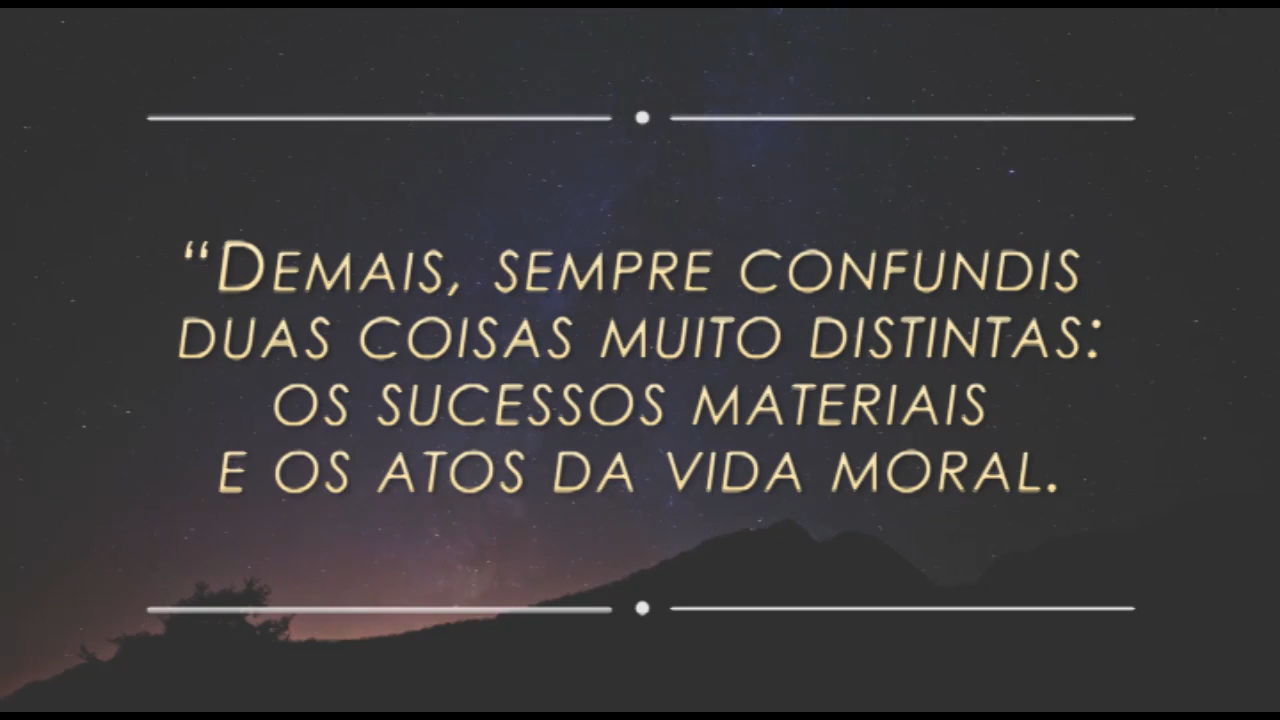 “Demais, sempre confundis
duas coisas muito distintas:
os sucessos materiais
e os atos da vida moral.